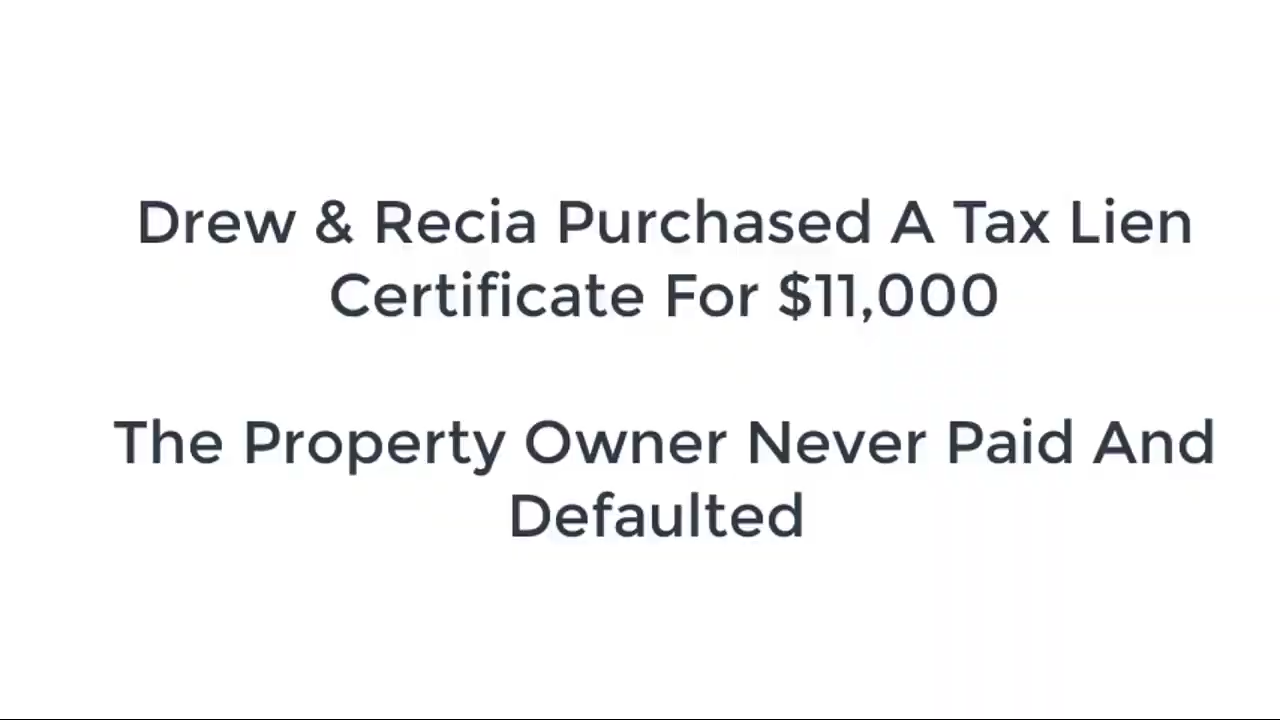 Drew & Recia Purchased A Tax Lien
Certificate For $11,000
The Property Owner Never Paid And
Defaulted